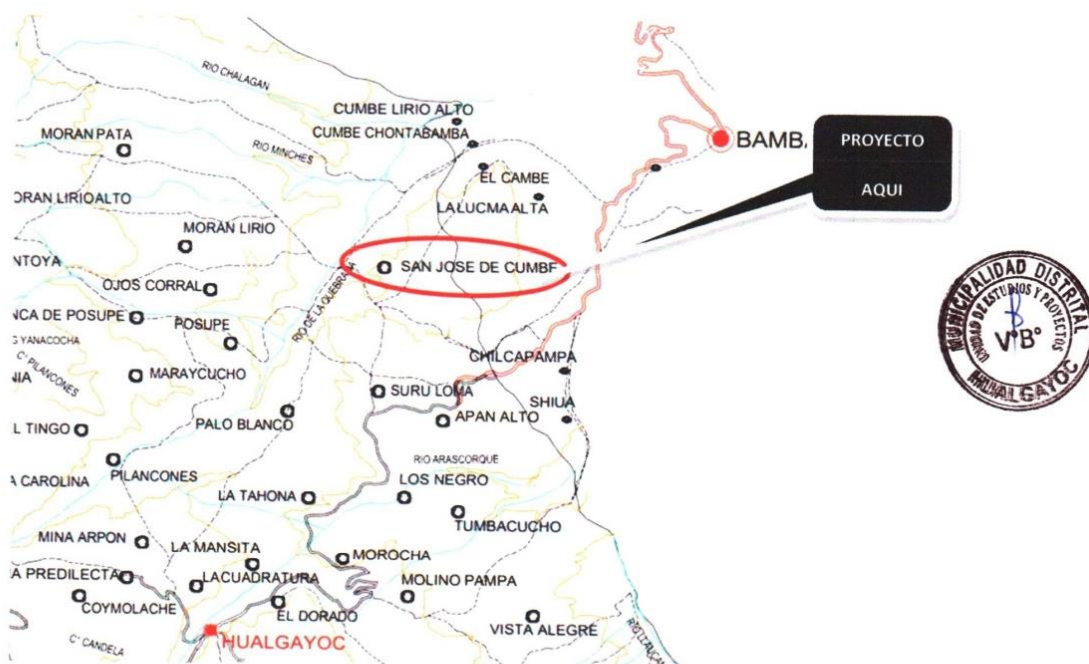 RIO CHALAGAN
CUMBE LIRIO ALTO
CUMBE CHONTABAMBA
MORAN PATA
RIO MINCHES
BAMB
PROYECTO
AQUI
EL CAMBE
ORAN LIRIOALTO
LALUCMA ALTA
MORAN LIRIO
NTOYA
SAN JOSE DE CUMBF
OJOS CORRAL
RIO DE LA QUEBRADA
NCA DE POSUPE
POSUPE
G YANACOCHA
C° PILANCONES
NIA
MARAYCUCHO
CHILCAPAMPA
SURU LOMA
SHIUA
L TINGO
PALO BLANCO
APAN ALTO
RIO ARASCORQUE
PILANCONES
A CAROLINA
LOS NEGRO
LA TAHONA
TUMBACUCHO
MINA ARPON
LA MANSITA
MOROCHA
A PREDILECTA
LACUADRATURA
MOLINO PAMPA
COYMOLACHE
EL DORADO
VISTA ALEGRE
C° CANDELA
HUALGAYOC
MUNICIPALIDAD DISTRITAL
UNIDAD DE ESTUDIOS Y PROYECTOS
V°B°
HUALGAYOC